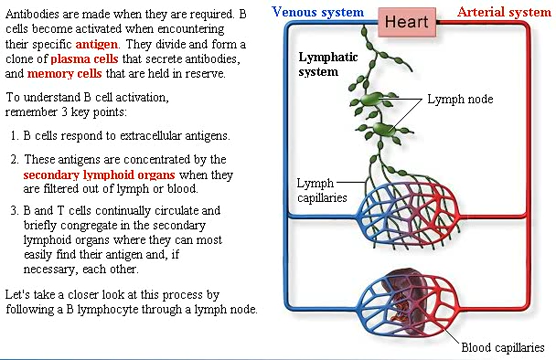 Antibodies are made when they are required. B
cells become activated when encountering
their specific antigen. They divide and form a
clone of plasma cells that secrete antibodies,
and memory cells that are held in reserve.
To understand B cell activation,
remember 3 key points:
1. B cells respond to extracellular antigens.
2. These antigens are concentrated by the
secondary lymphoid organs when they
are filtered out of lymph or blood.
3. B and T cells continually circulate and
briefly congregate in the secondary
lymphoid organs where they can most
easily find their antigen and, if
necessary, each other.
Let's take a closer look at this process by
following a B lymphocyte through a lymph node.
Venous system
Heart
Arterial system
Lymphatic
system
Lymph node
Lymph
capillaries
Blood capillaries